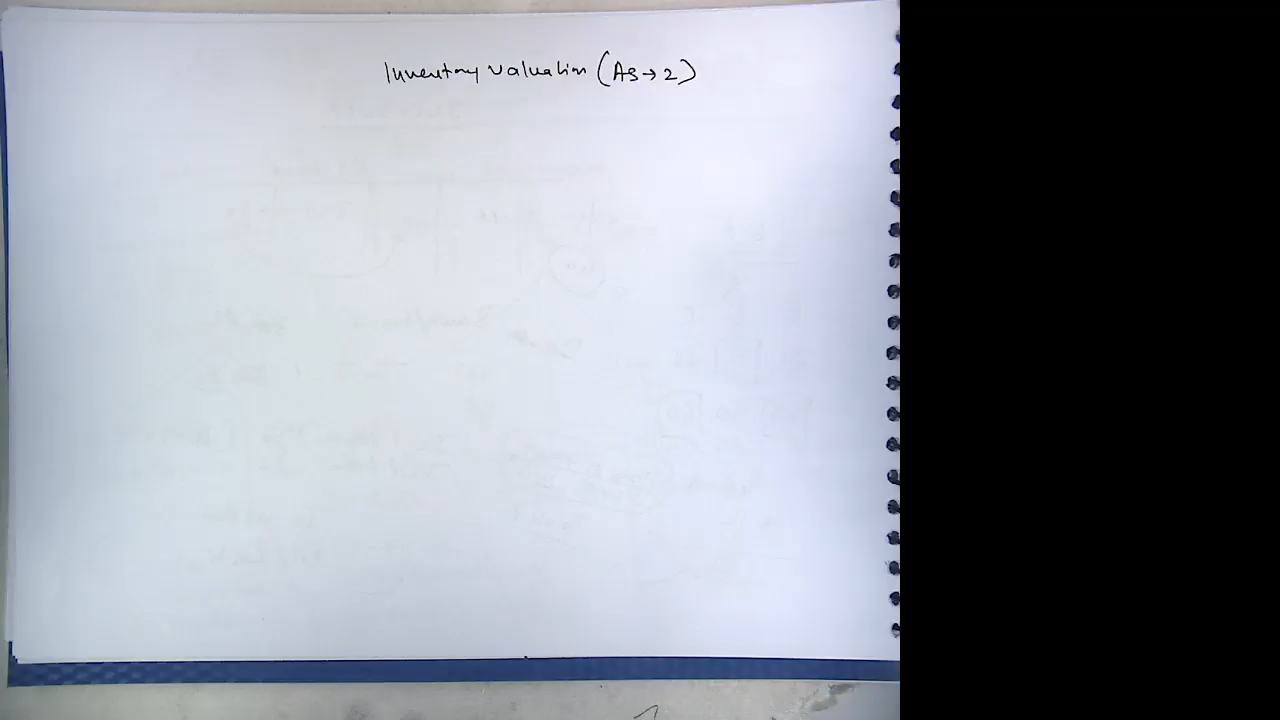 Inventory Valuation (AS → 2)